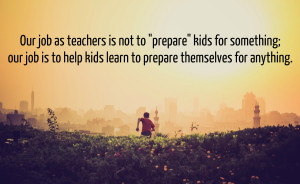 Our job as teachers is not to "prepare" kids for something;
our job is to help kids learn to prepare themselves for anything.